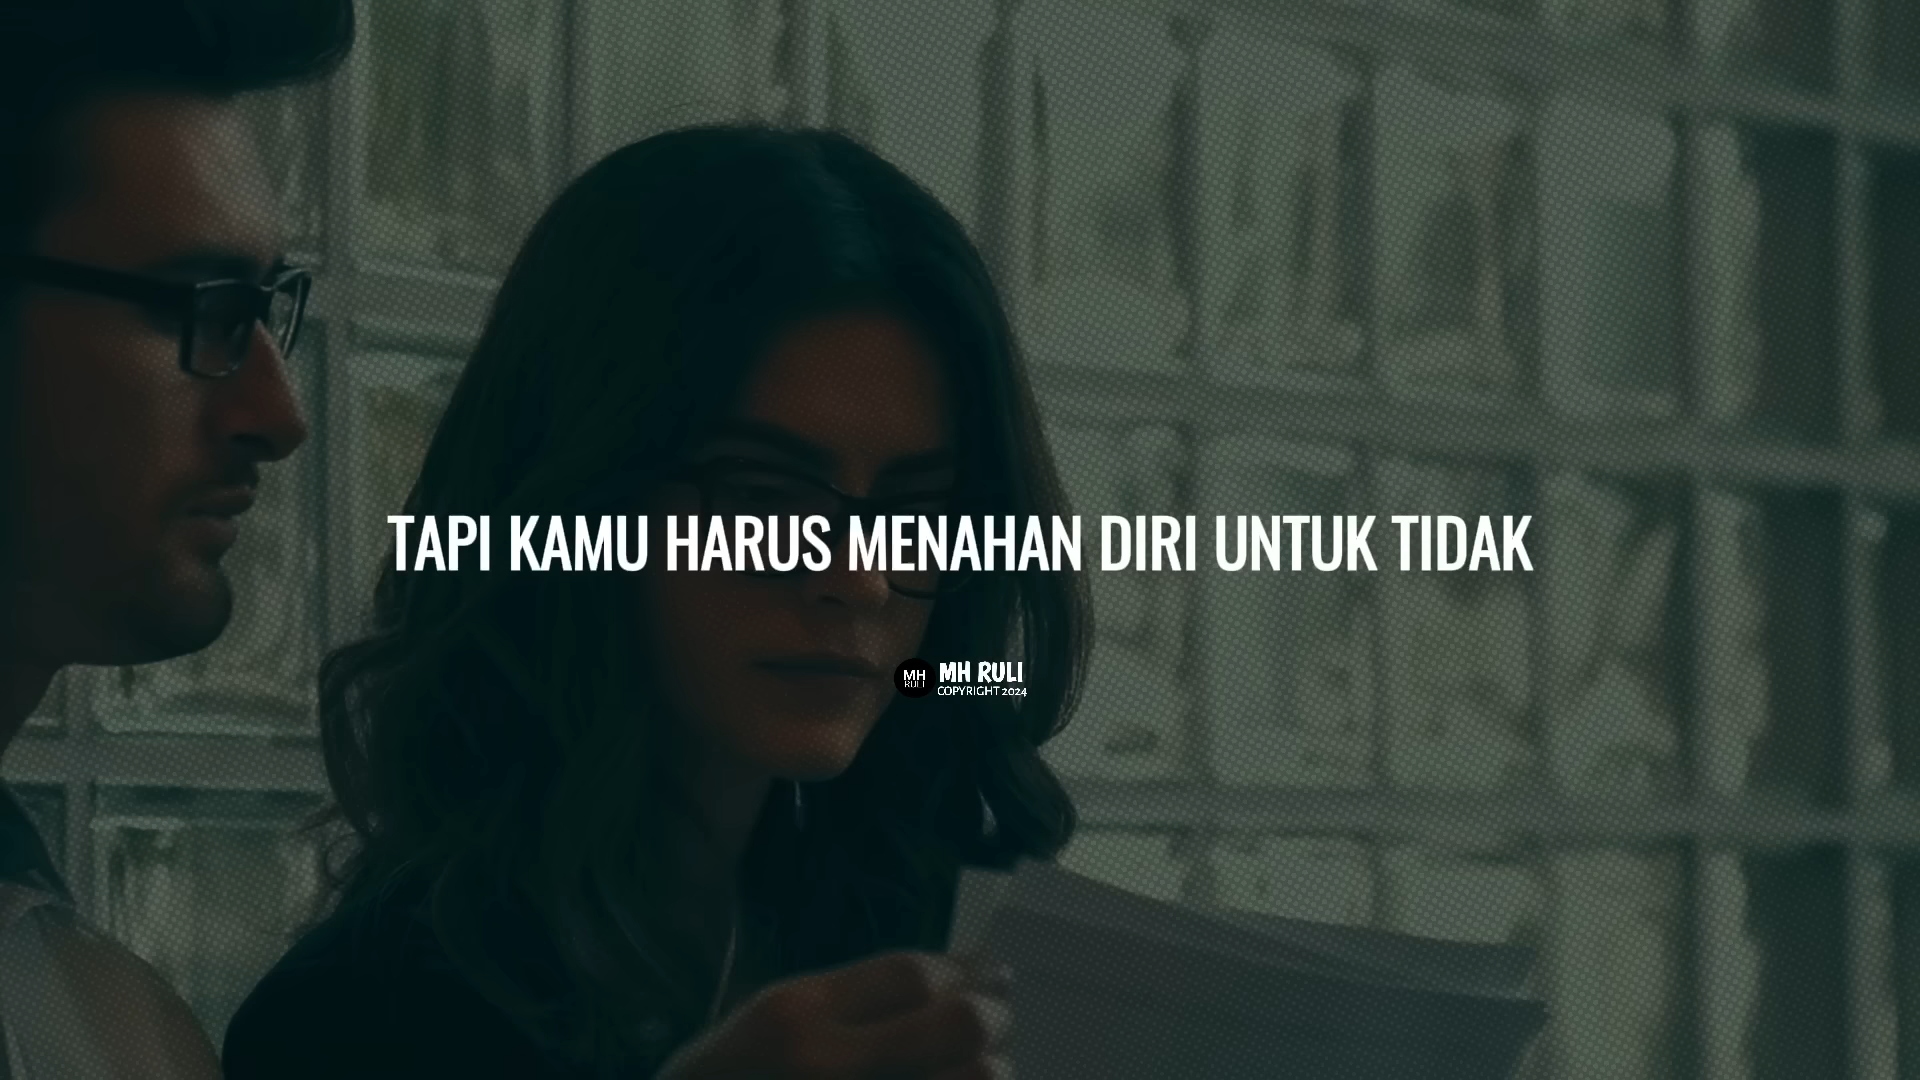 TAPI KAMU HARUS MENAHAN DIRI UNTUK TIDAK
MH RULI
MH RULI
COPYRIGHT 2024